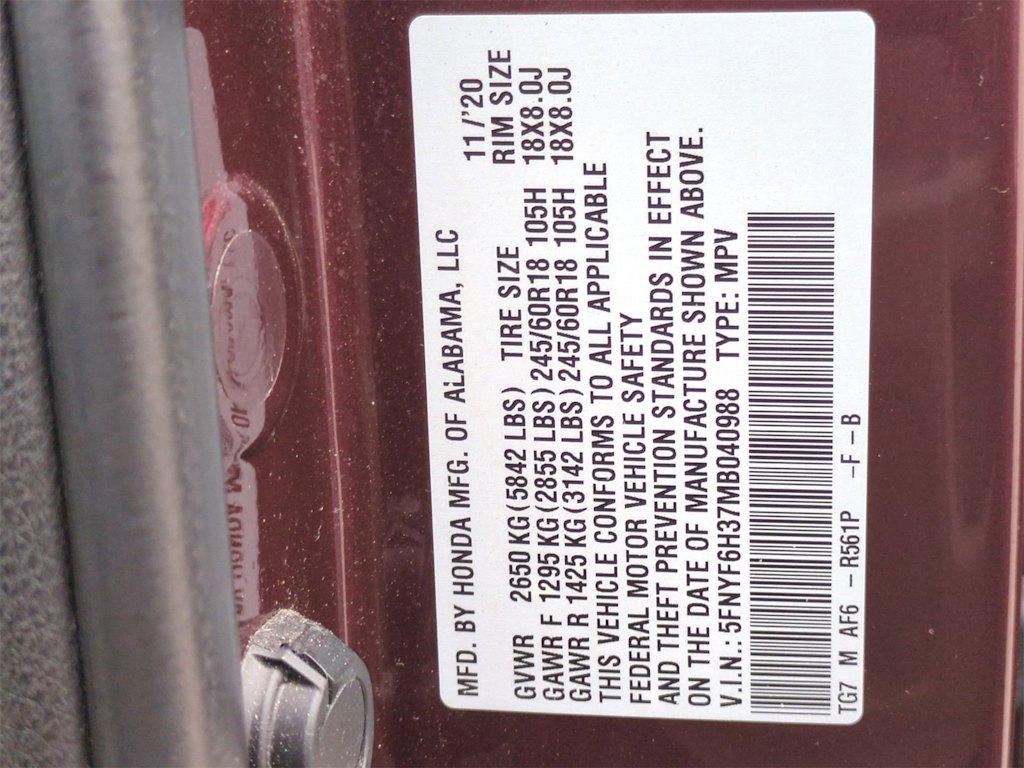 MFD. BY HONDA MFG. OF ALABAMA, LLC 11/'20
GVWR 2650 KG (5842 LBS) TIRE SIZE RIM SIZE
GAWR F 1295 KG (2855 LBS) 245/60R18 105H 18X8.0J
GAWR R 1425 KG (3142 LBS) 245/60R18 105H 18X8.0J
THIS VEHICLE CONFORMS TO ALL APPLICABLE
FEDERAL MOTOR VEHICLE SAFETY
AND THEFT PREVENTION STANDARDS IN EFFECT
ON THE DATE OF MANUFACTURE SHOWN ABOVE.
V.I.N.: 5FNYF6H37MB040988 TYPE: MPV
TG7 M AF6 - R561P -F-B